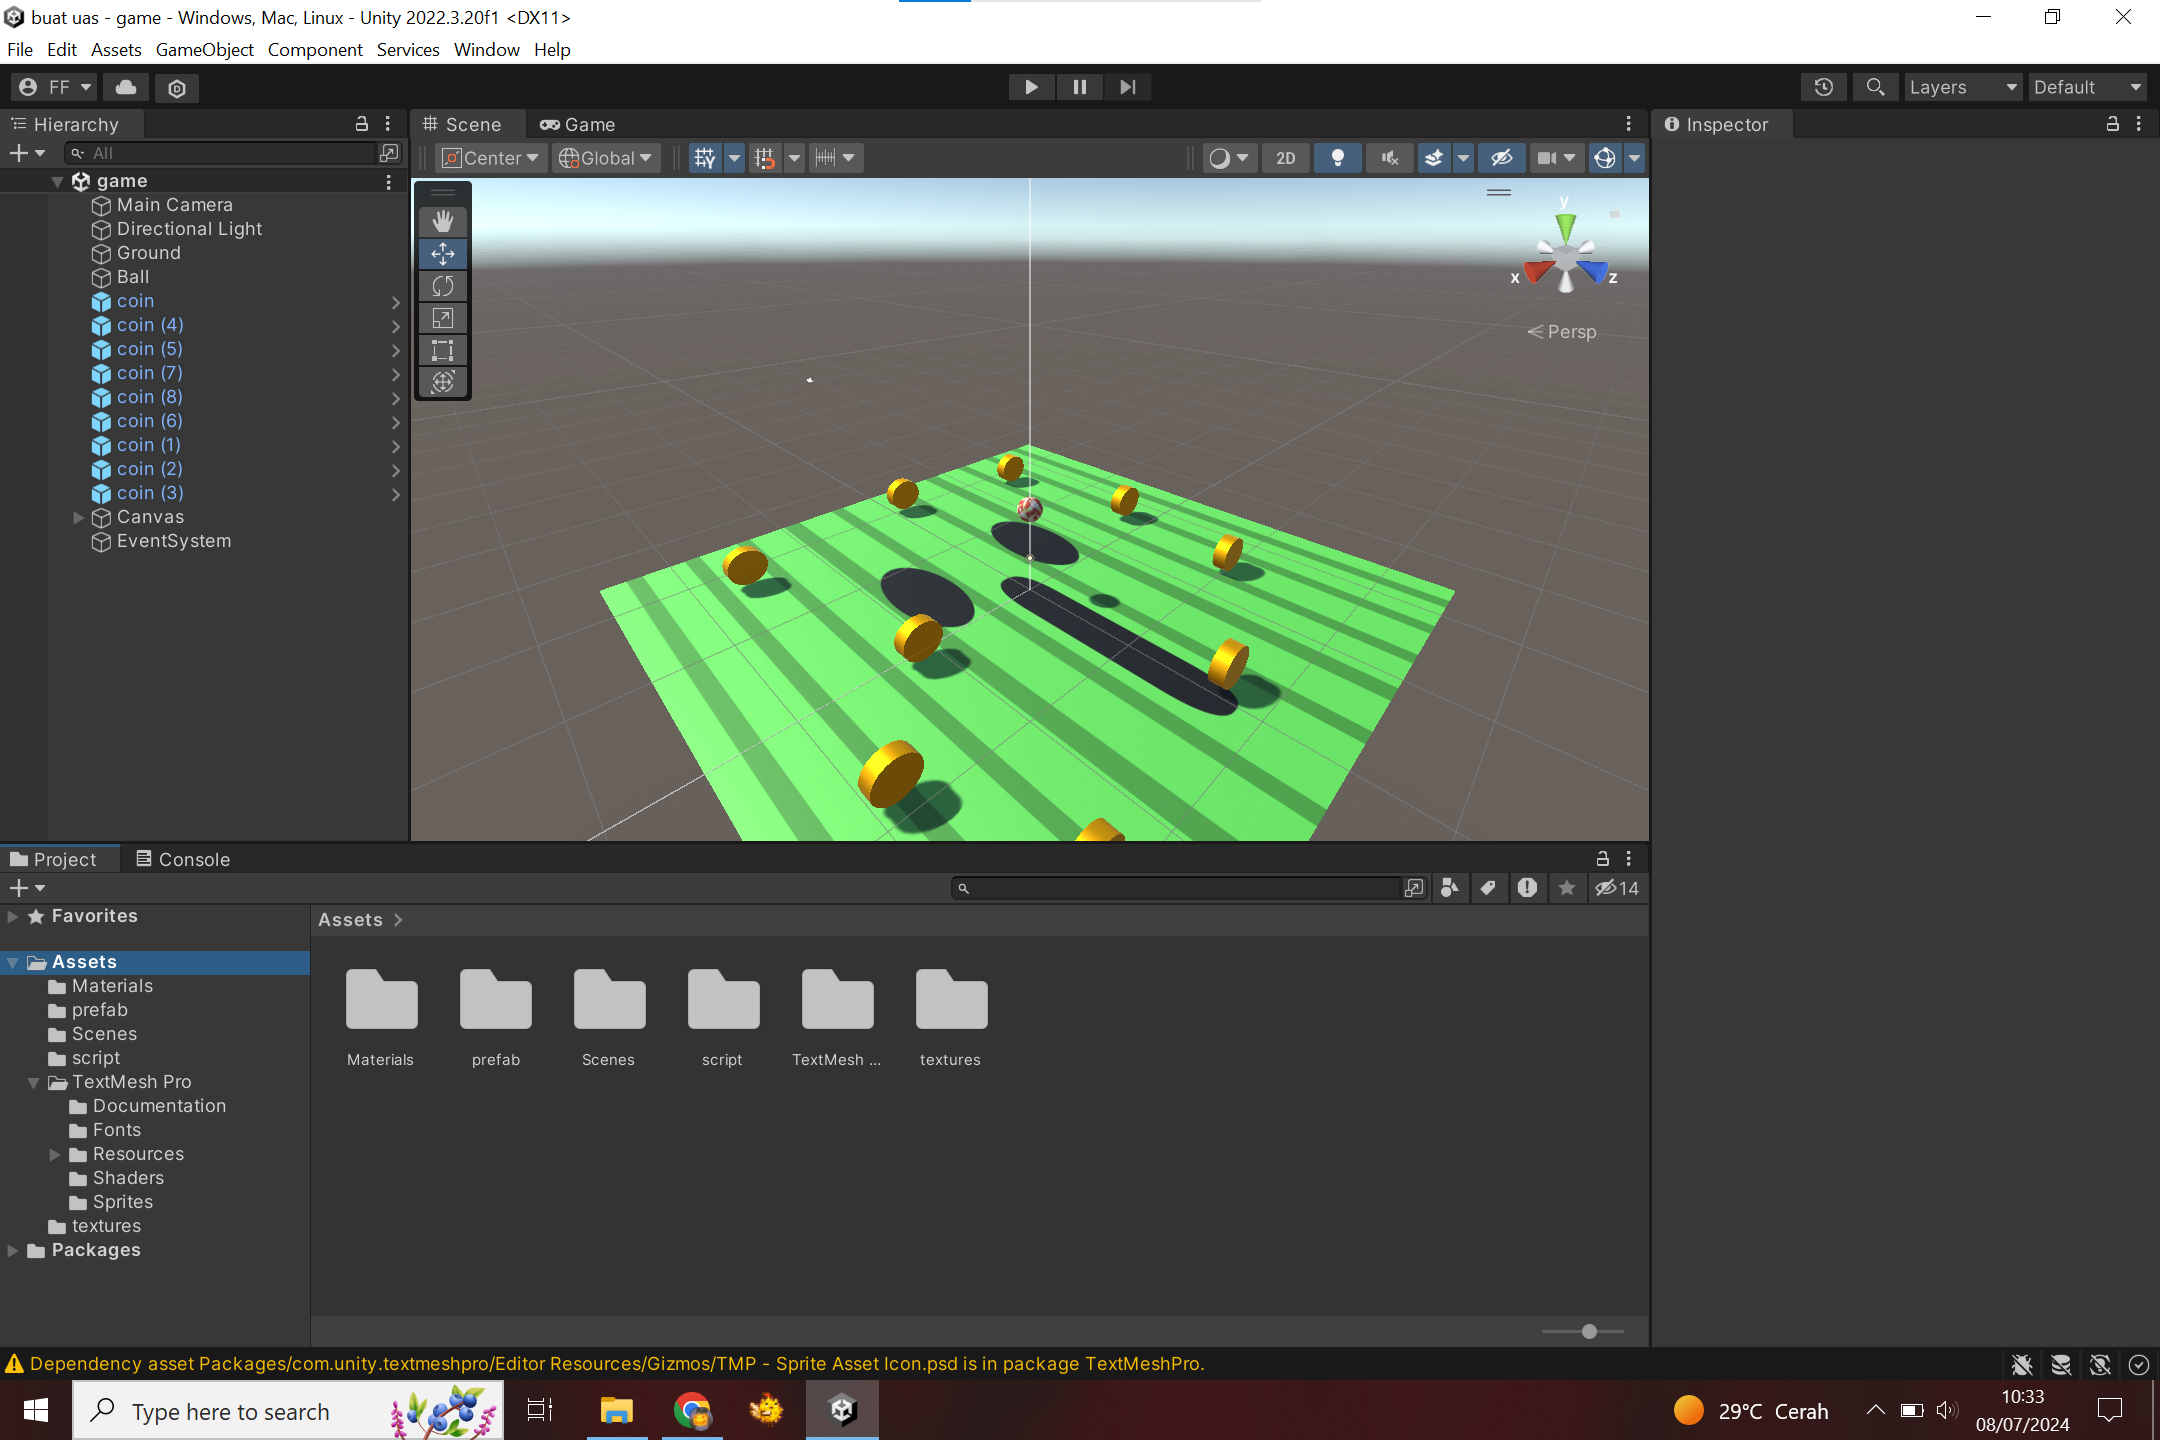 buat uas - game - Windows, Mac, Linux - Unity 2022.3.20f1 <DX11>
File Edit Assets GameObject Component Services Window Help
FF
Layers
Default
Hierarchy
All
game
Main Camera
Directional Light
Ground
Ball
coin
coin (4)
coin (5)
coin (7)
coin (8)
coin (6)
coin (1)
coin (2)
coin (3)
Canvas
EventSystem
Scene
Game
Center
Global
2D
y
x
z
Persp
Inspector
Project
Console
14
Favorites
Assets
Materials
prefab
Scenes
script
TextMesh Pro
Documentation
Fonts
Resources
Shaders
Sprites
textures
Packages
Assets
Materials
prefab
Scenes
script
TextMesh ...
textures
Dependency asset Packages/com.unity.textmeshpro/Editor Resources/Gizmos/TMP - Sprite Asset Icon.psd is in package TextMeshPro.
Type here to search
29°C Cerah
10:33
08/07/2024